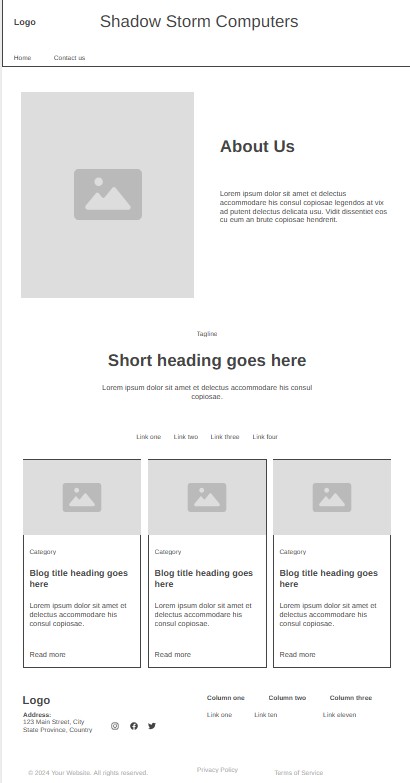 Logo
Shadow Storm Computers
Home Contact us
About Us
Lorem ipsum dolor sit amet et delectus
accommodare his consul copiosae legendos at vix
ad putent delectus delicata usu. Vidit dissentiet eos
cu eum an brute copiosae hendrerit.
Tagline
Short heading goes here
Lorem ipsum dolor sit amet et delectus accommodare his consul
copiosae.
Link one Link two Link three Link four
Category
Blog title heading goes
here
Lorem ipsum dolor sit amet et
delectus accommodare his
consul copiosae.
Read more
Category
Blog title heading goes
here
Lorem ipsum dolor sit amet et
delectus accommodare his
consul copiosae.
Read more
Category
Blog title heading goes
here
Lorem ipsum dolor sit amet et
delectus accommodare his
consul copiosae.
Read more
Logo
Address:
123 Main Street, City
State Province, Country
Column one Column two Column three
Link one Link ten Link eleven
© 2024 Your Website. All rights reserved.
Privacy Policy
Terms of Service